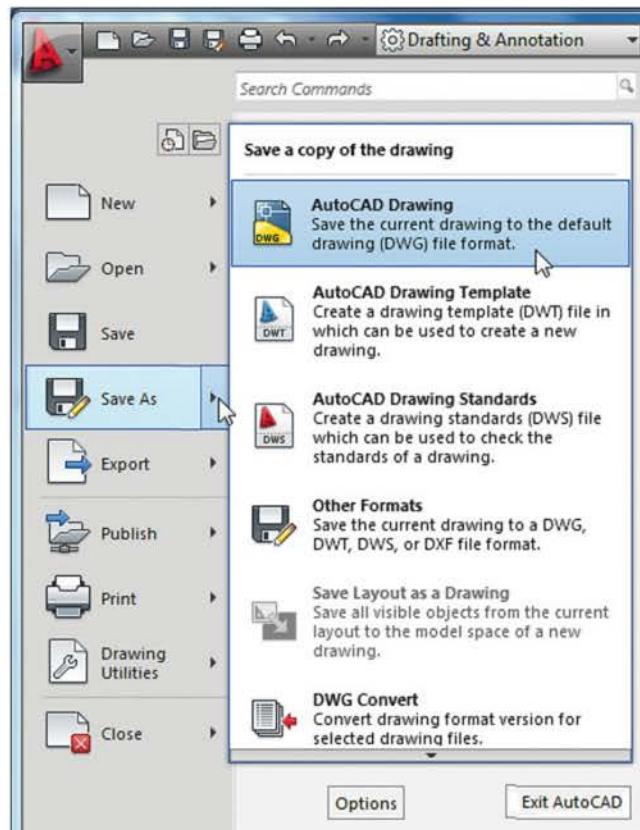 Drafting & Annotation
Search Commands
Save a copy of the drawing
New
Open
Save
Save As
Export
Publish
Print
Drawing
Utilities
Close
AutoCAD Drawing
Save the current drawing to the default
drawing (DWG) file format.
DWG
AutoCAD Drawing Template
Create a drawing template (DWT) file in
which can be used to create a new
drawing.
DWT
AutoCAD Drawing Standards
Create a drawing standards (DWS) file
which can be used to check the
standards of a drawing.
DWS
Other Formats
Save the current drawing to a DWG,
DWT, DWS, or DXF file format.
Save Layout as a Drawing
Save all visible objects from the current
layout to the model space of a new
drawing.
DWG Convert
Convert drawing format version for
selected drawing files.
Options
Exit AutoCAD